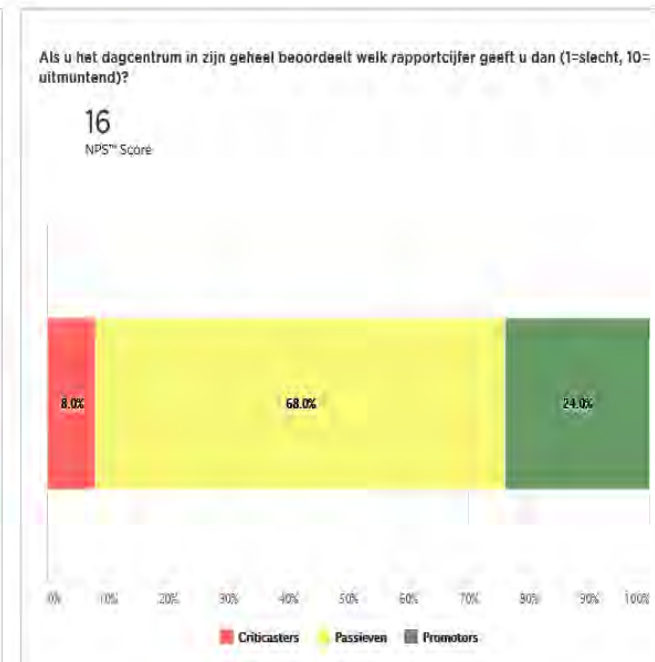 Als u het dagcentrum in zijn geheel beoordeelt welk rapportcijfer geeft u dan (1=slecht, 10=
uitmuntend)?
16
NPS™ Score
8.0% 68.0% 24.0%
0% 10% 20% 30% 40% 50% 60% 70% 80% 90% 100%
Criticasters Passieven Promotors